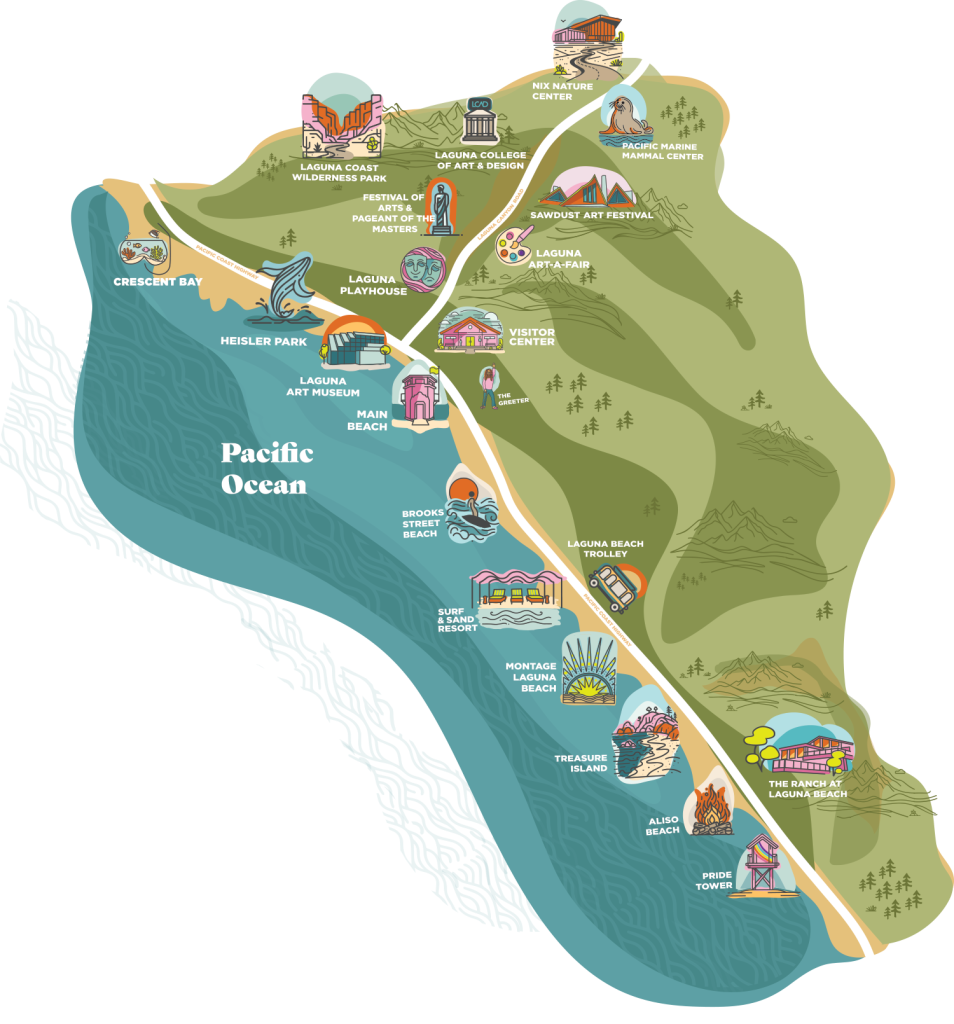 NIX NATURE
CENTER
LCAD
PACIFIC MARINE
MAMMAL CENTER
LAGUNA COLLEGE
OF ART & DESIGN
LAGUNA COAST
WILDERNESS PARK
FESTIVAL OF
ARTS &
PAGEANT OF THE
MASTERS
LAGUNA CANYON ROAD
SAWDUST ART FESTIVAL
LAGUNA
ART-A-FAIR
PACIFIC COAST HIGHWAY
CRESCENT BAY
LAGUNA
PLAYHOUSE
HEISLER PARK
VISITOR
CENTER
LAGUNA
ART MUSEUM
THE
GREETER
MAIN
BEACH
Pacific
Ocean
BROOKS
STREET
BEACH
LAGUNA BEACH
TROLLEY
PACIFIC COAST HIGHWAY
SURF
& SAND
RESORT
MONTAGE
LAGUNA
BEACH
TREASURE
ISLAND
THE RANCH AT
LAGUNA BEACH
ALISO
BEACH
PRIDE
TOWER